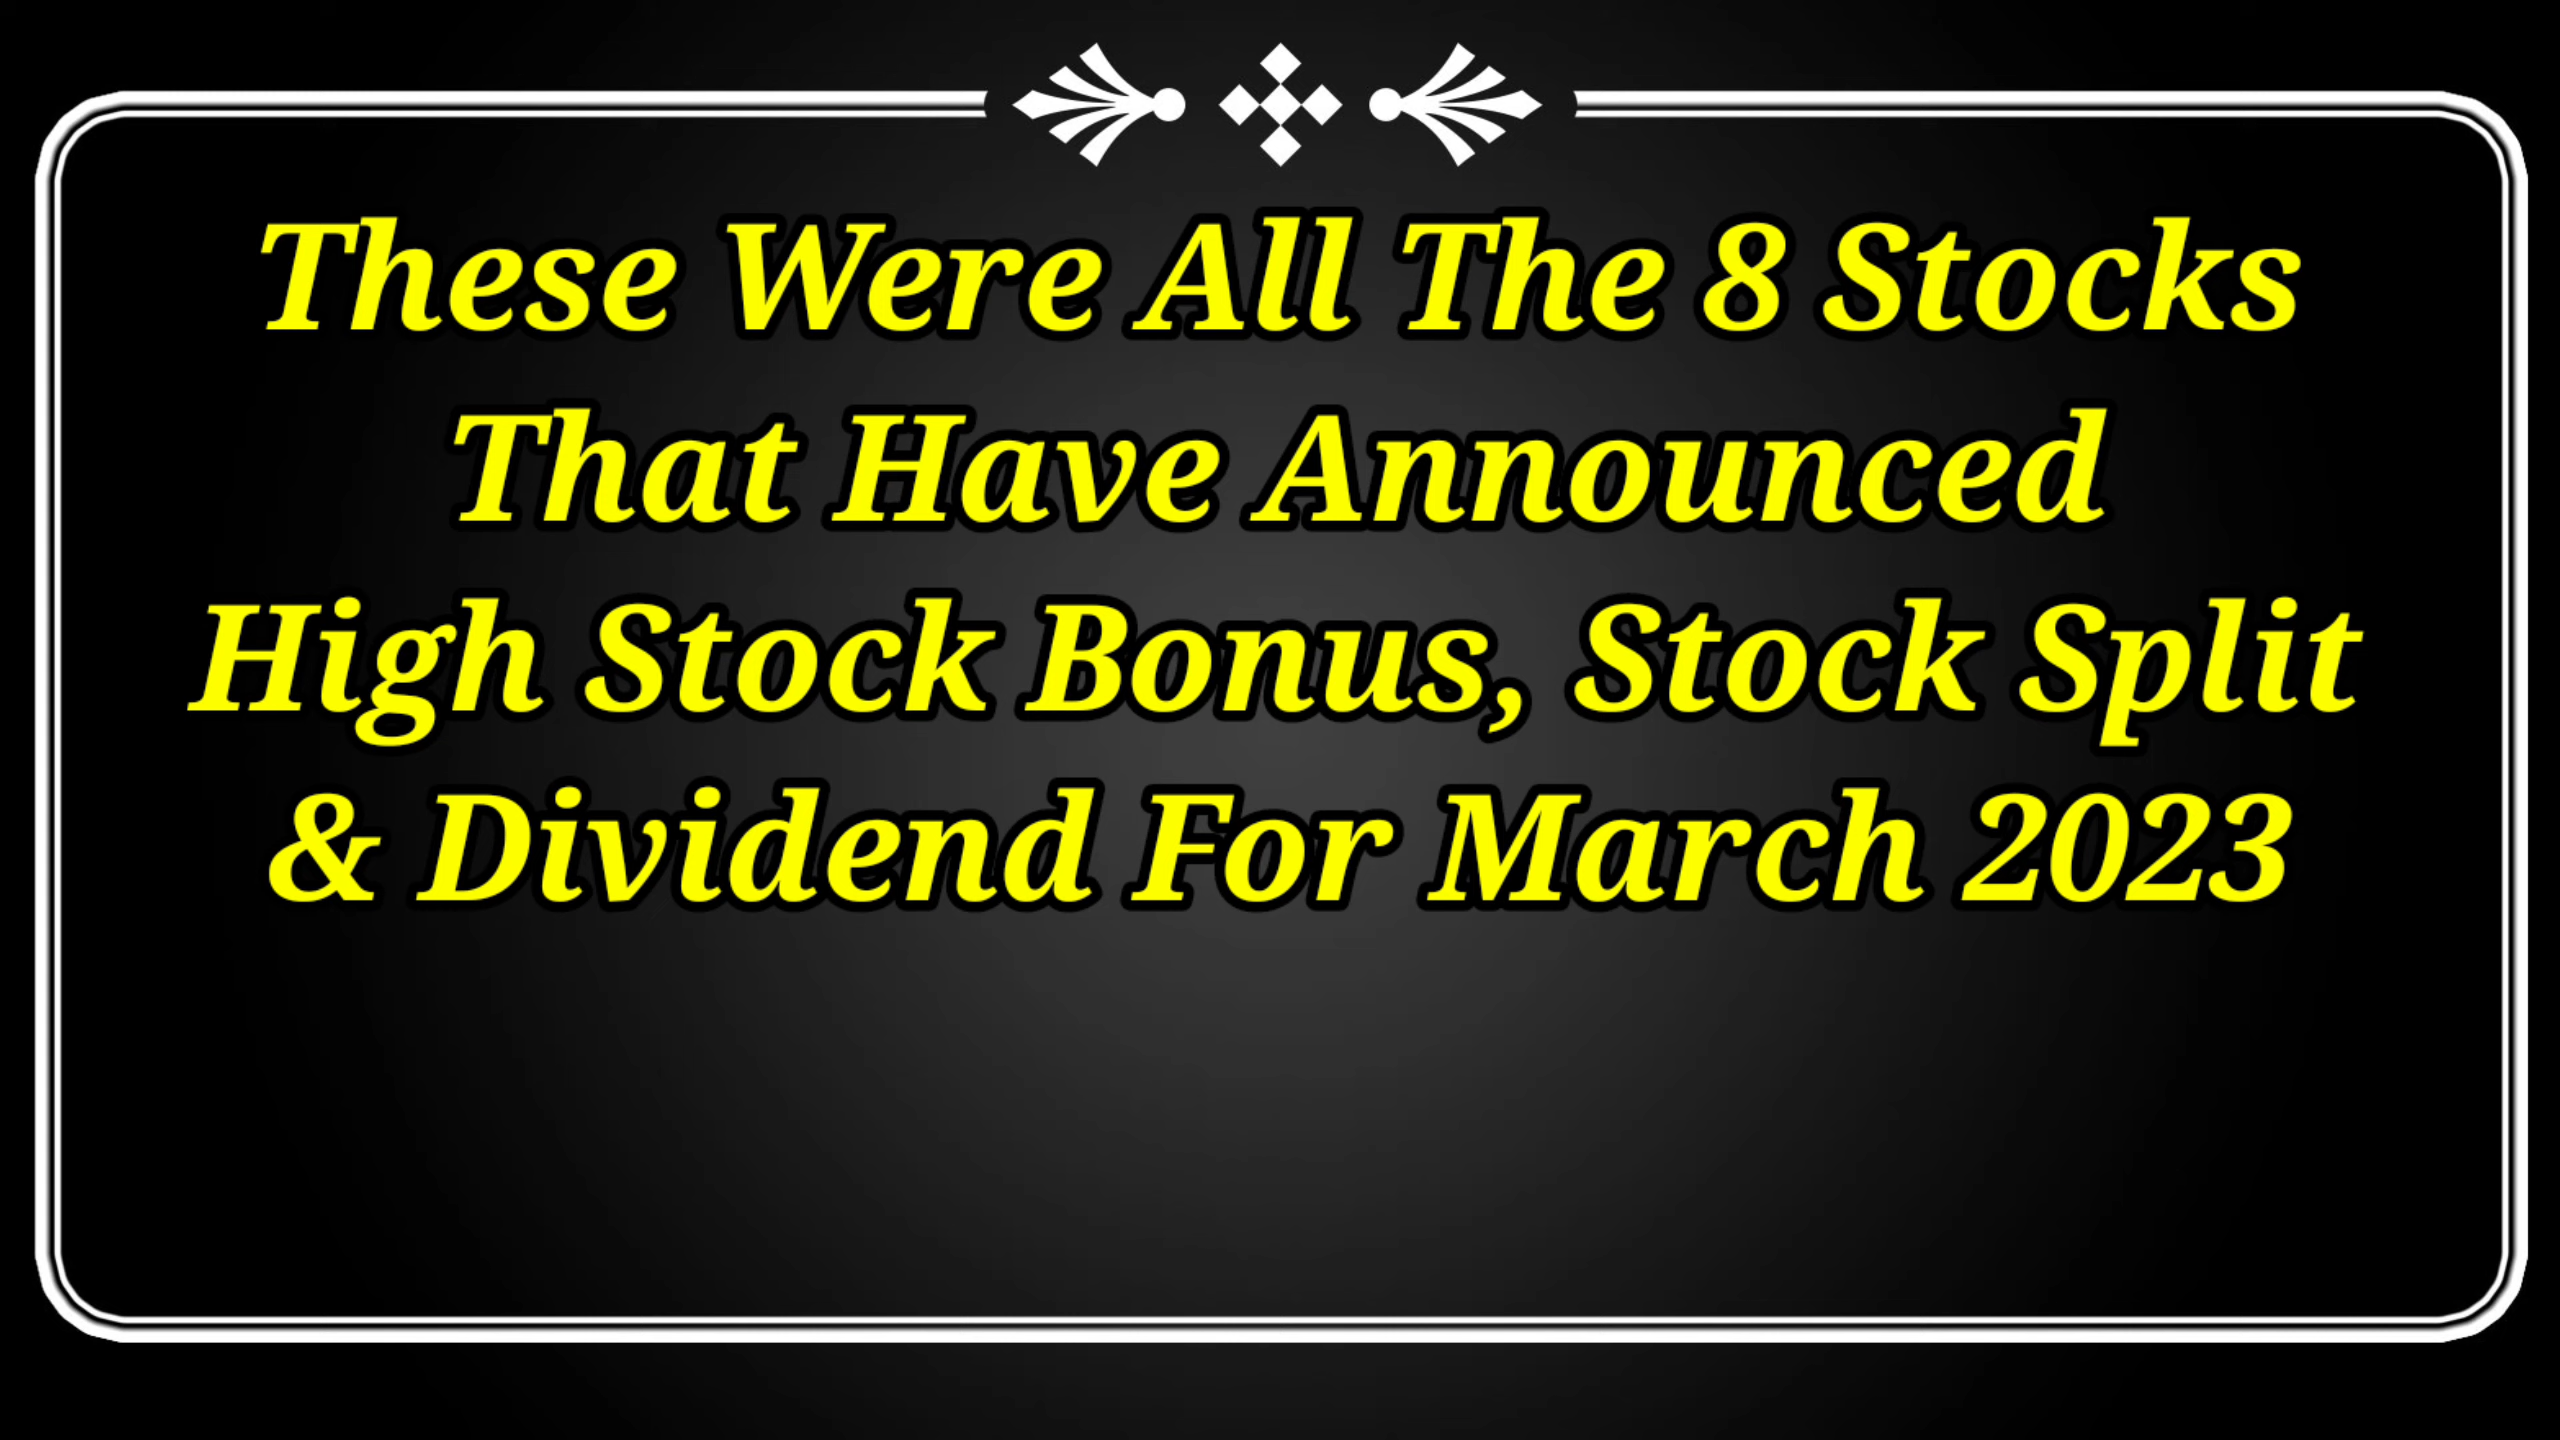 These Were All The 8 Stocks
That Have Announced
High Stock Bonus, Stock Split
& Dividend For March 2023